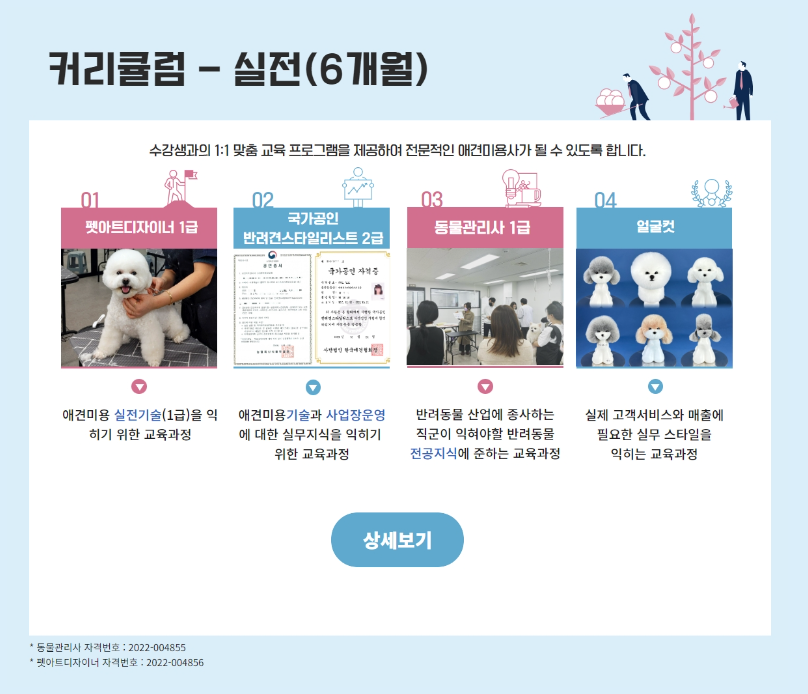 커리큘럼 – 실전(6개월)
수강생과의 1:1 맞춤 교육 프로그램을 제공하여 전문적인 애견미용사가 될 수 있도록 합니다.
01
펫아트디자이너 1급
02
국가공인
반려견스타일리스트 2급
03
동물관리사 1급
04
얼굴컷
국가공인 자격증
애견미용 실전기술(1급)을 익
히기 위한 교육과정
애견미용기술과 사업장운영
에 대한 실무지식을 익히기
위한 교육과정
반려동물 산업에 종사하는
직군이 익혀야할 반려동물
전공지식에 준하는 교육과정
실제 고객서비스와 매출에
필요한 실무 스타일을
익히는 교육과정
상세보기
* 동물관리사 자격번호 : 2022-004855
* 펫아트디자이너 자격번호 : 2022-004856